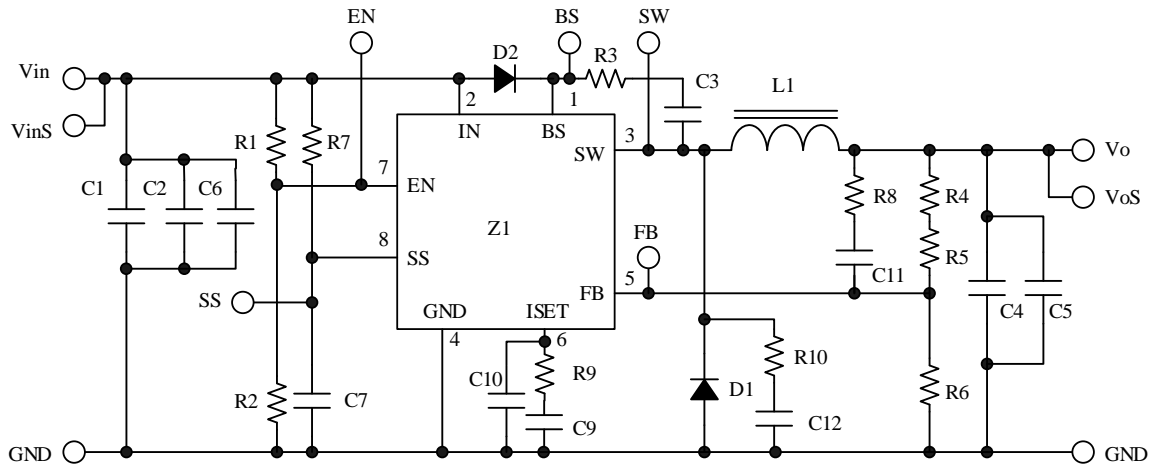 EN
BS
SW
D2
R3
Vin
C3
L1
2
1
VinS
IN
BS
3
R1
R7
SW
Vo
7
EN
C1
C2
C6
R8
R4
VoS
Z1
FB
8
SS
R5
5
C11
SS
FB
GND
ISET
C4
C5
4
6
R10
C10
R9
R2
C7
D1
R6
C9
C12
GND
GND